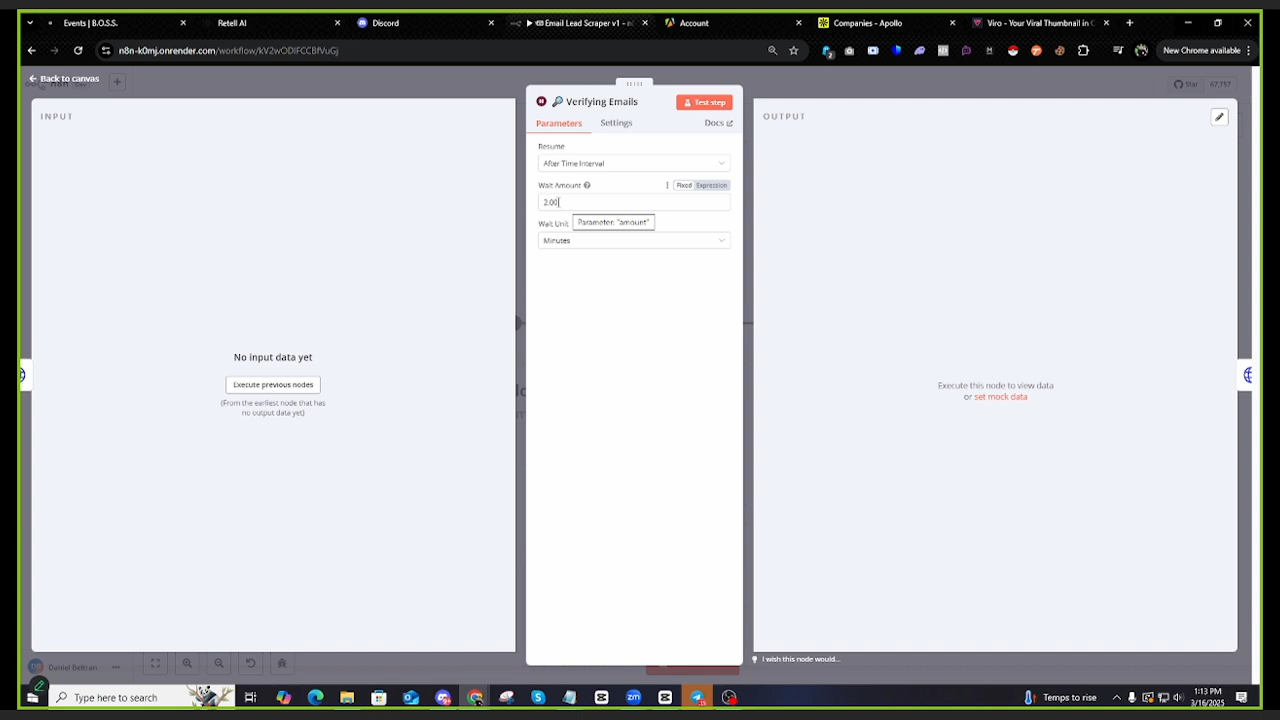 Events | B.O.S.S.
Retell AI
Discord
Email Lead Scraper v1 - n
Account
Companies - Apollo
Viro - Your Viral Thumbnail in
n8n-k0mj.onrender.com/workflow/
New Chrome available
Back to canvas
Star
67,757
INPUT
Verifying Emails
Test step
OUTPUT
Parameters
Settings
Docs
Resume
After Time Interval
Wait Amount
Fixed
Expression
2.00
Parameter: "amount"
Wait Unit
Minutes
No input data yet
Execute previous nodes
(From the earliest node that has
no output data yet)
Execute this node to view data
or set mock data
I wish this node would...
Daniel Beltran
Type here to search
Temps to rise
1:13 PM
3/16/2025